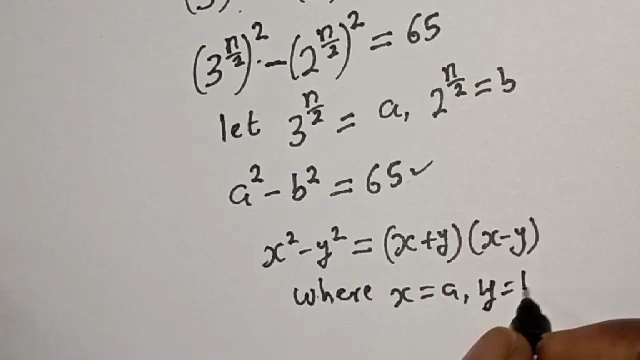 (3^{n/2})^2 - (2^{n/2})^2 = 65
let 3^{n/2} = a, 2^{n/2} = b
a^2 - b^2 = 65 ✓
x^2 - y^2 = (x+y)(x-y)
where x = a, y =